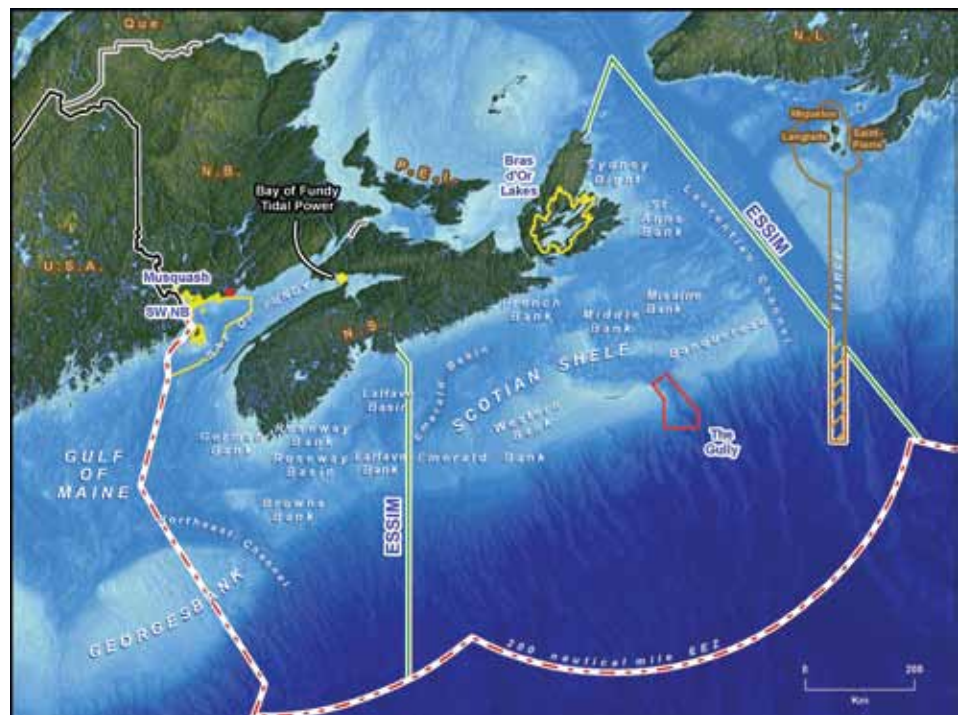 Que
N.L.
Miquelon
Langlade
Saint-
Pierre
N.B.
P.E.I.
Bras
d'Or
Lakes
Sydney
Bight
Bay of Fundy
Tidal Power
St
Anns
Bank
Laurentian Channel
ESSIM
U.S.A.
Musquash
SW NB
BAY OF FUNDY
France
N.S.
French
Bank
Misaine
Bank
Middle
Bank
Banquereau
SCOTIAN SHELF
Emerald Basin
LaHave
Basin
Western
Bank
The
Gully
Roseway
Bank
Bank
Roseway
Basin
LaHave
Bank
Emerald Bank
GULF
OF
MAINE
Browns
Bank
ESSIM
Northeast Channel
GEORGES BANK
200 nautical mile EEZ
0 200
Km